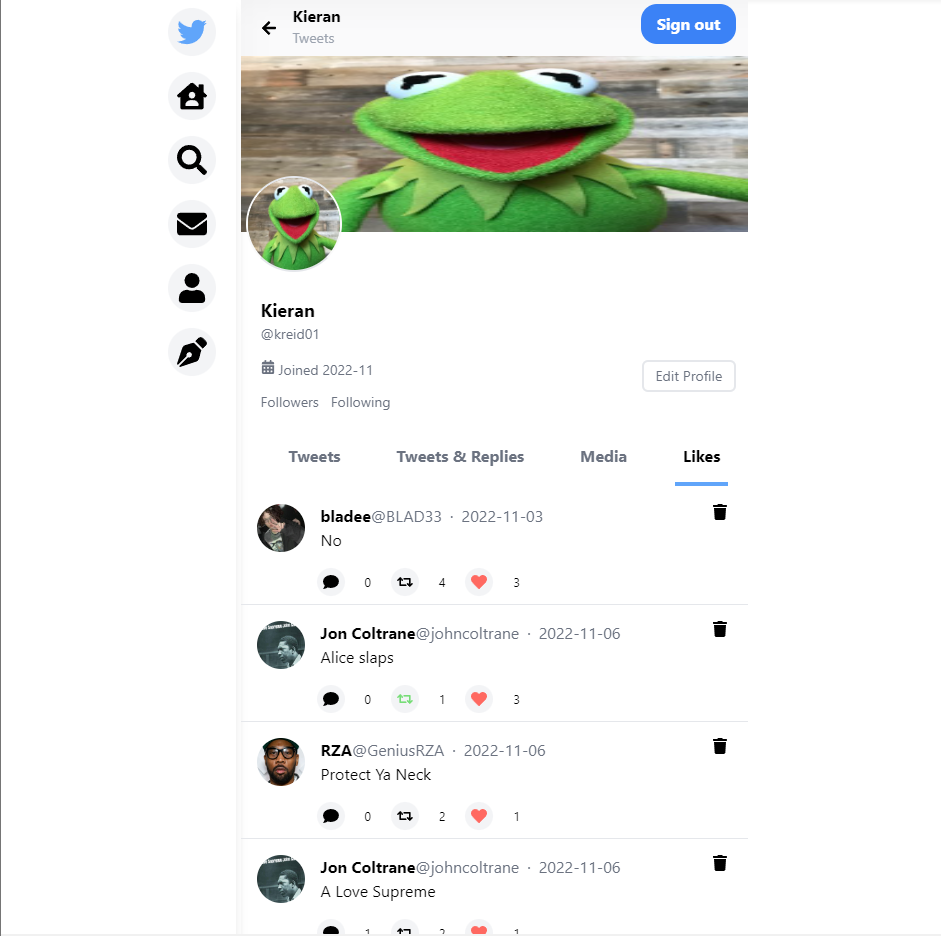 Kieran
Tweets
Sign out
Kieran
@kreid01
Joined 2022-11
Edit Profile
Followers Following
Tweets Tweets & Replies Media Likes
bladee@BLAD33 · 2022-11-03
No
0 4 3
Jon Coltrane@johncoltrane · 2022-11-06
Alice slaps
0 1 3
RZA@GeniusRZA · 2022-11-06
Protect Ya Neck
0 2 1
Jon Coltrane@johncoltrane · 2022-11-06
A Love Supreme
1 2 1